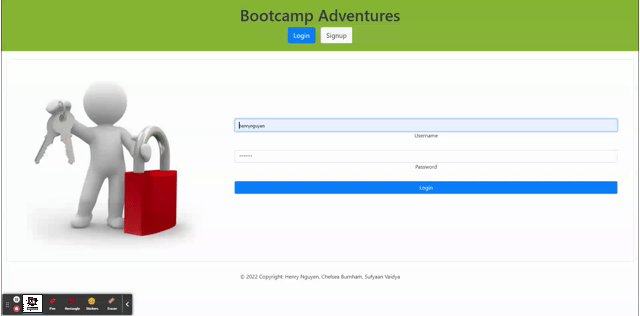 Bootcamp Adventures
Login Signup
henrynguyen
Username
Password
Login
© 2022 Copyright: Henry Nguyen, Chelsea Burnham, Sufyaan Vaidya
Pen Rectangle Stickers Eraser